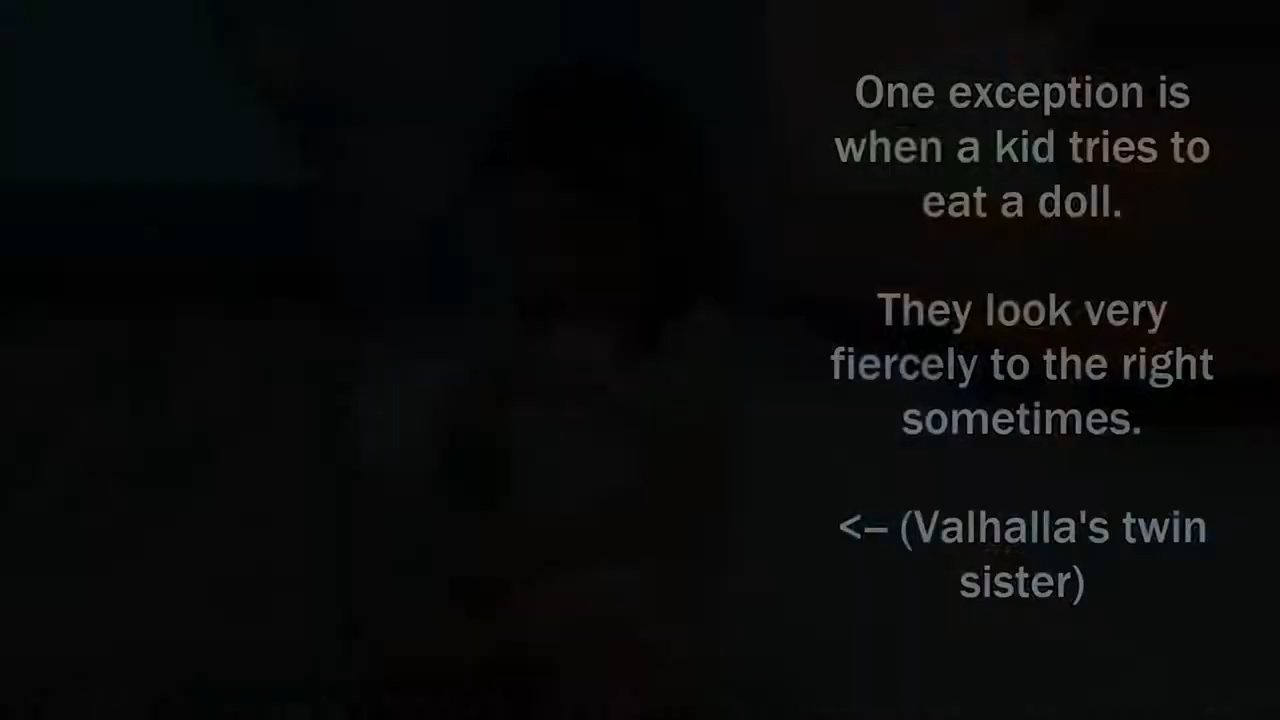 One exception is
when a kid tries to
eat a doll.
They look very
fiercely to the right
sometimes.
<– (Valhalla's twin
sister)